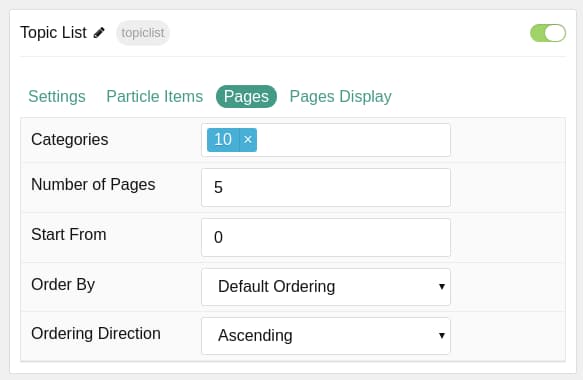 Topic List topiclist
Settings Particle Items Pages Pages Display
Categories 10 ×
Number of Pages 5
Start From 0
Order By Default Ordering
Ordering Direction Ascending